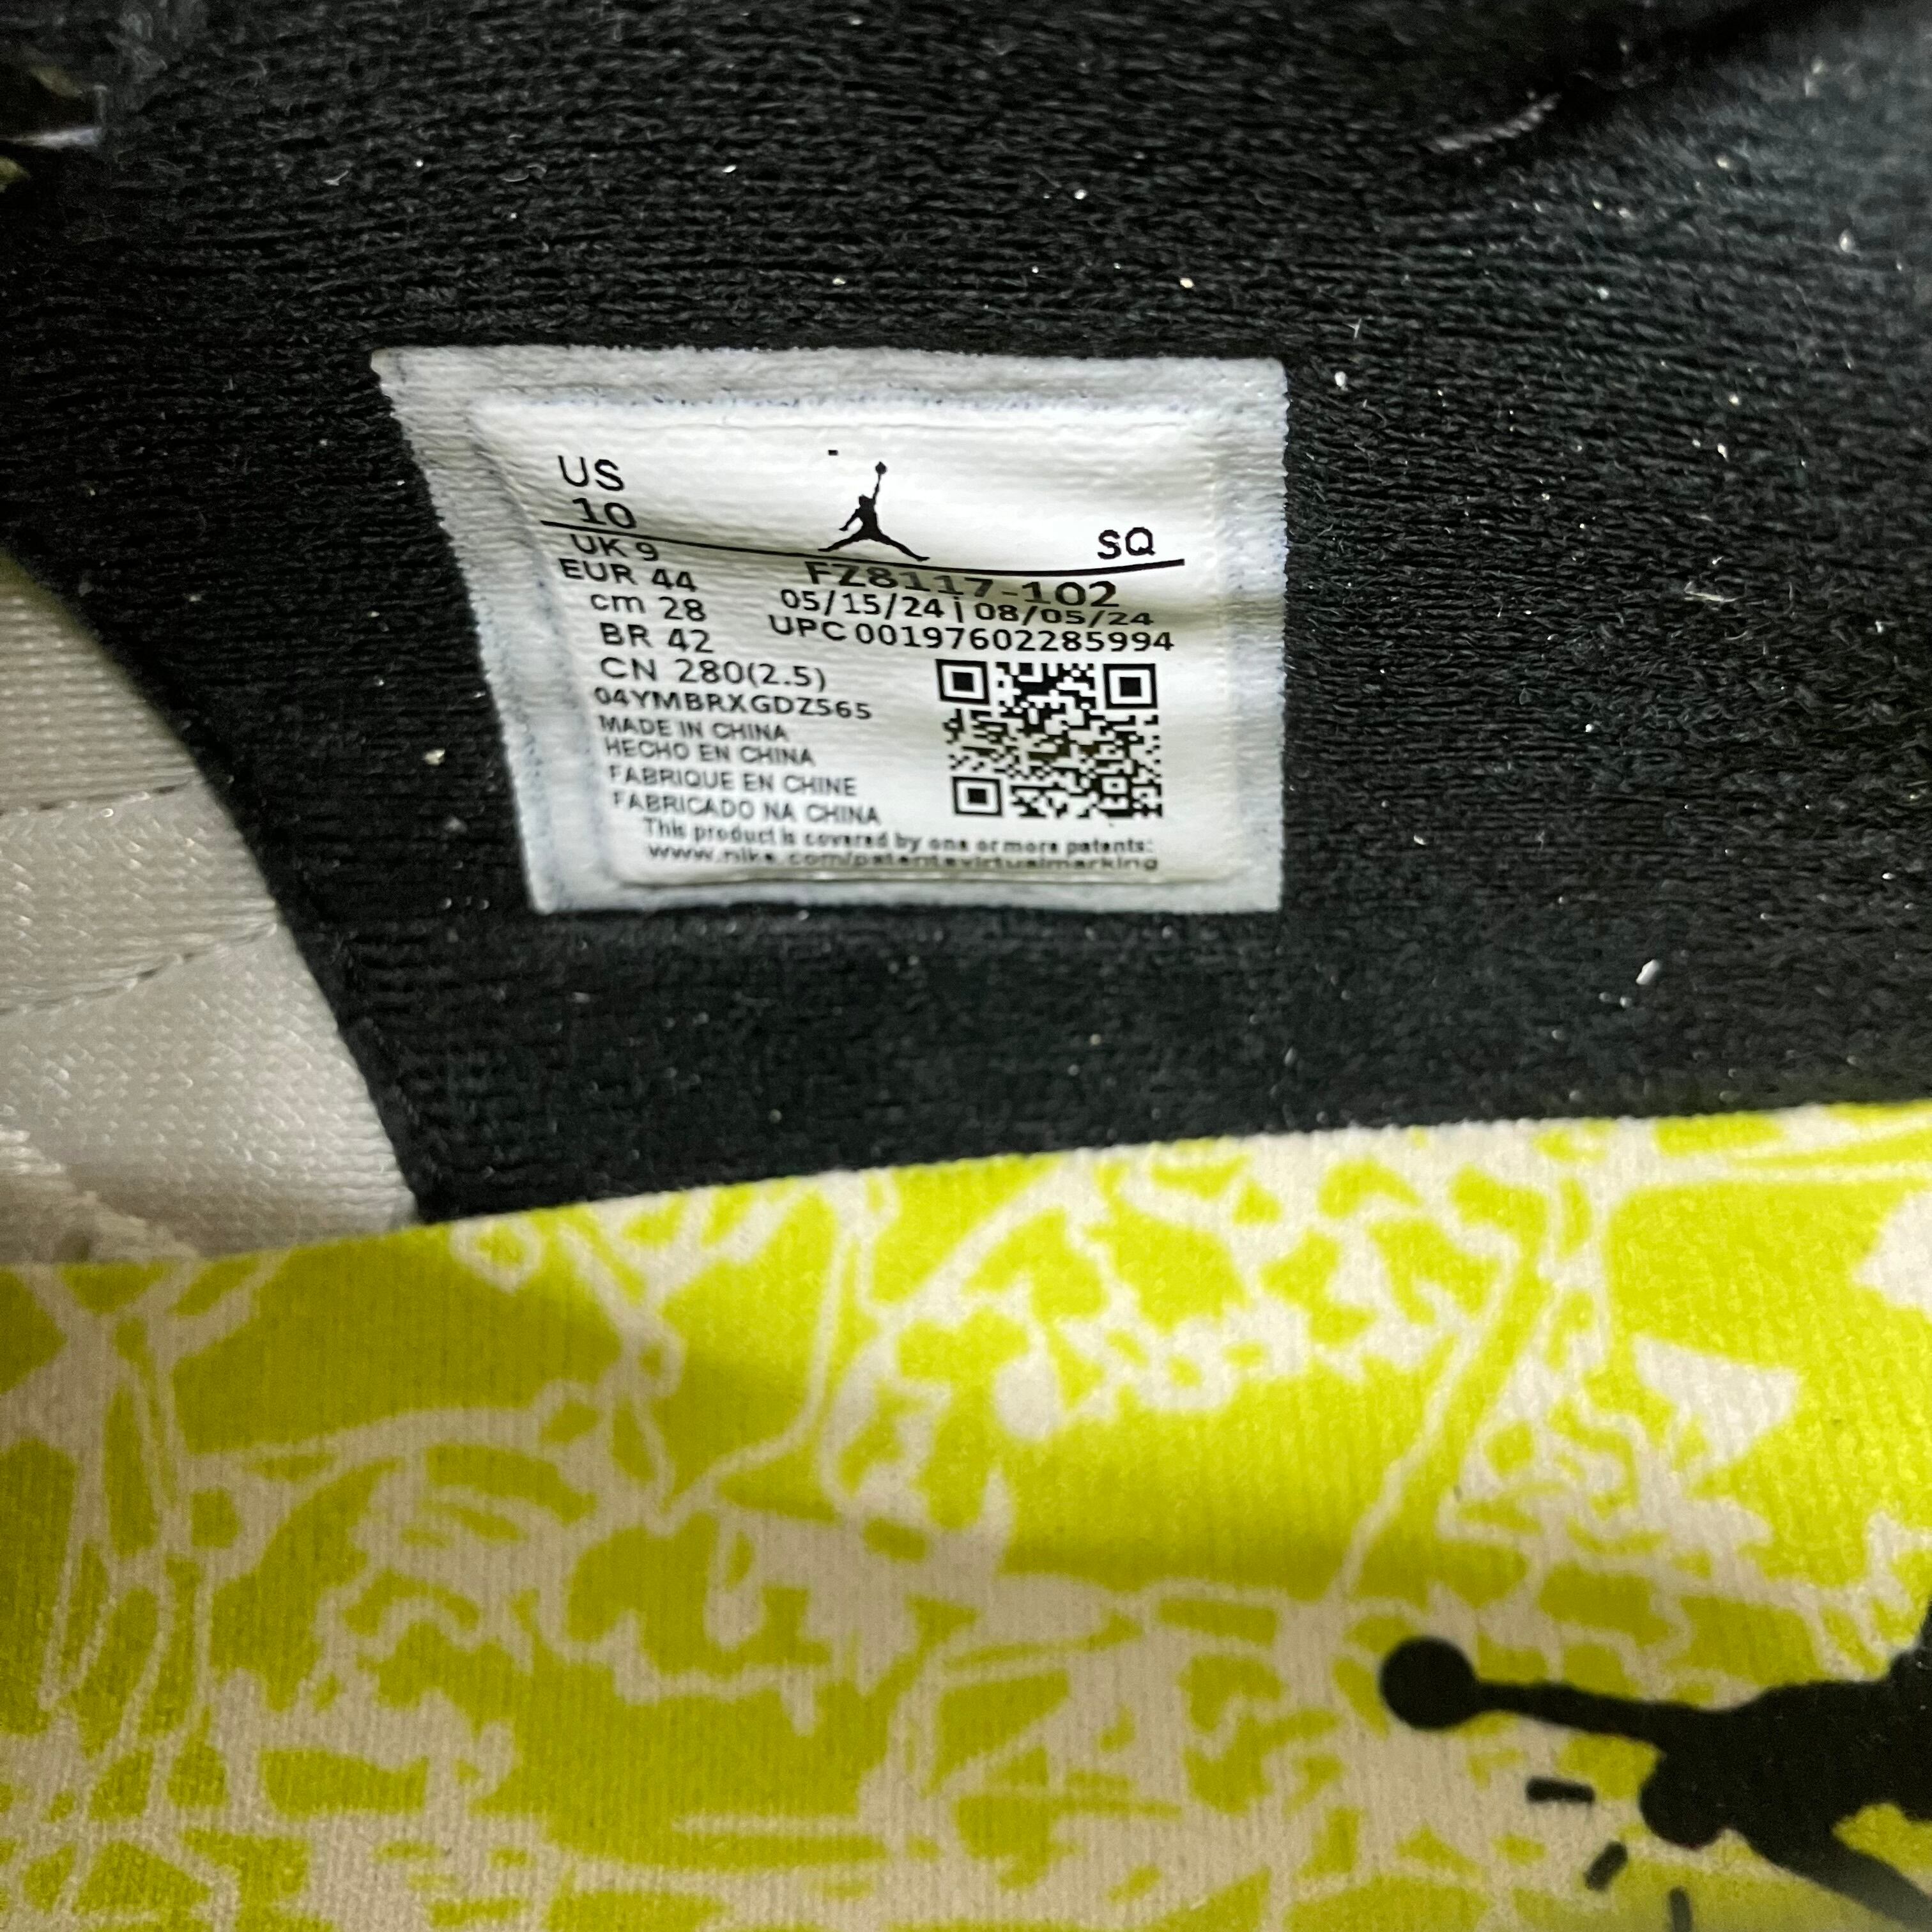 US
10
SQ
UK 9
EUR 44
cm 28
BR 42
CN 280(2.5)
FZ8117-102
05/15/24 | 08/05/24
UPC 00197602285994
04YMBRXGDZ565
MADE IN CHINA
HECHO EN CHINA
FABRIQUE EN CHINE
FABRICADO NA CHINA
This product is covered by one or more patents:
www.nike.com/patentsvirtualmarking